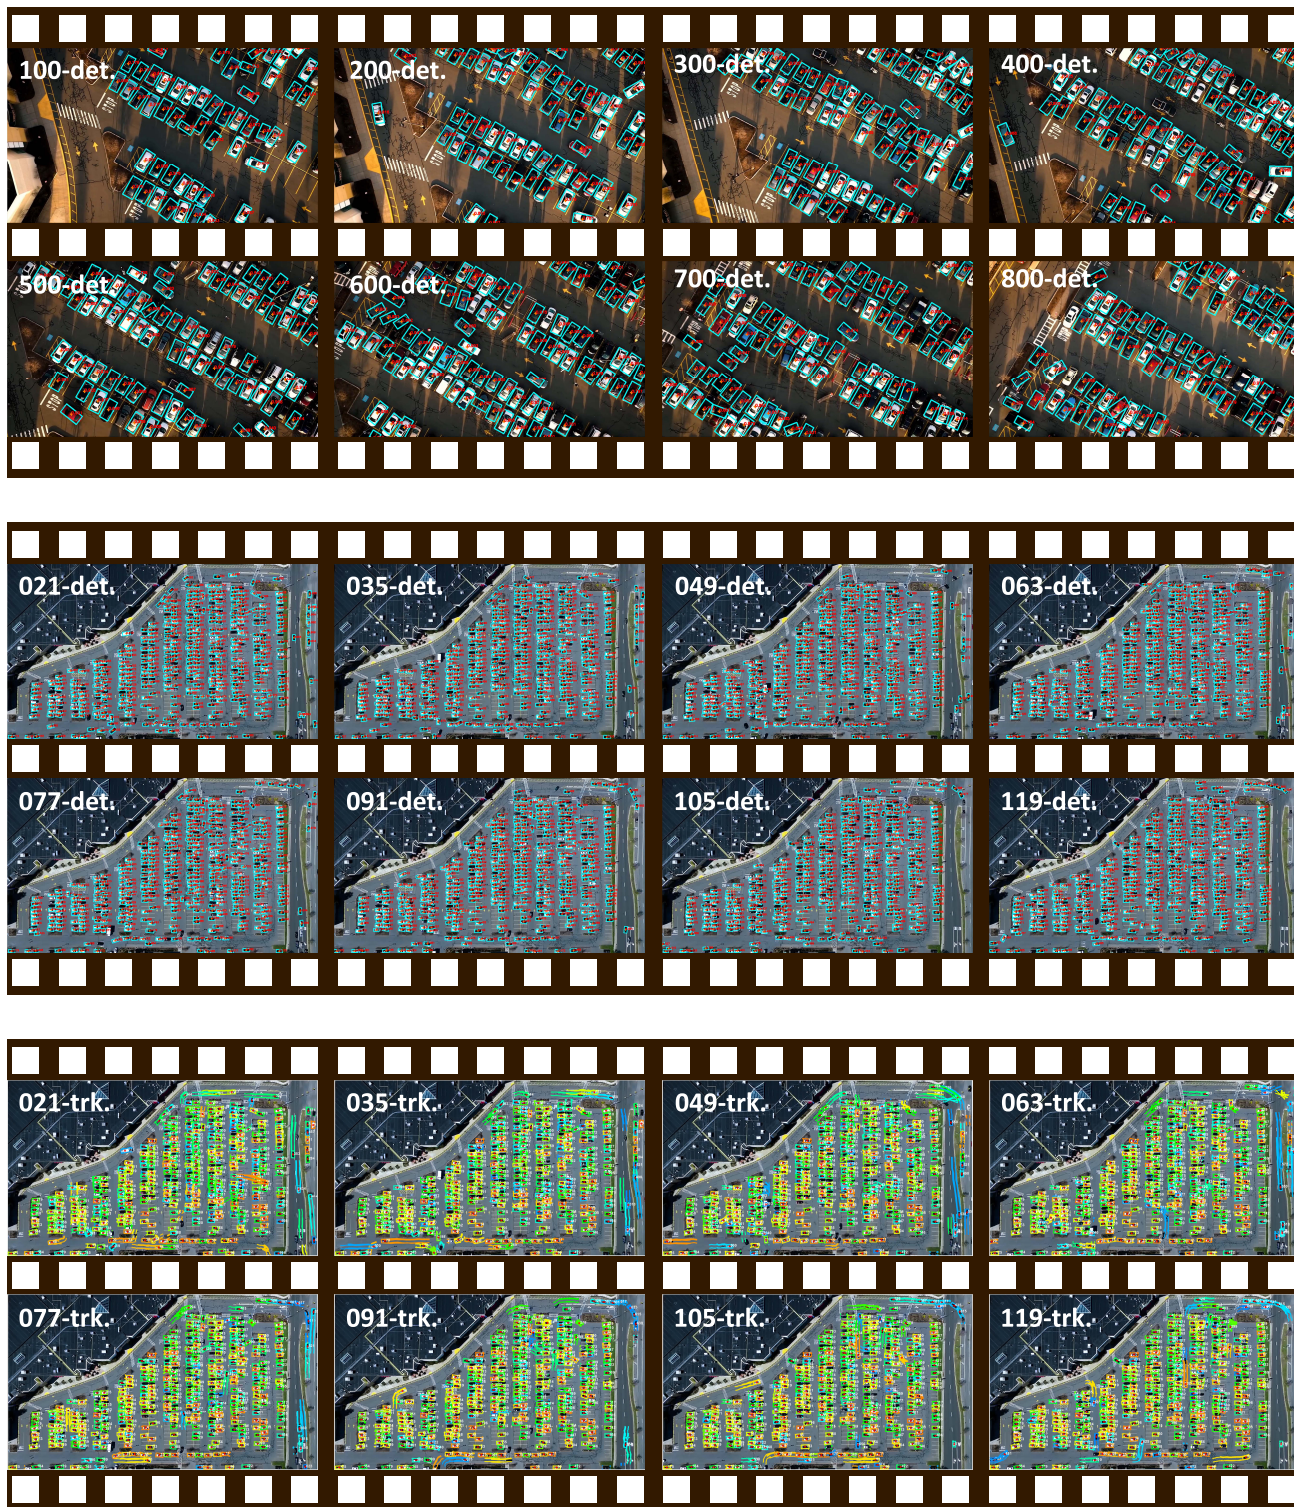 100-det. 200-det. 300-det. 400-det.
500-det. 600-det. 700-det. 800-det.
021-det. 035-det. 049-det. 063-det.
077-det. 091-det. 105-det. 119-det.
021-trk. 035-trk. 049-trk. 063-trk.
077-trk. 091-trk. 105-trk. 119-trk.